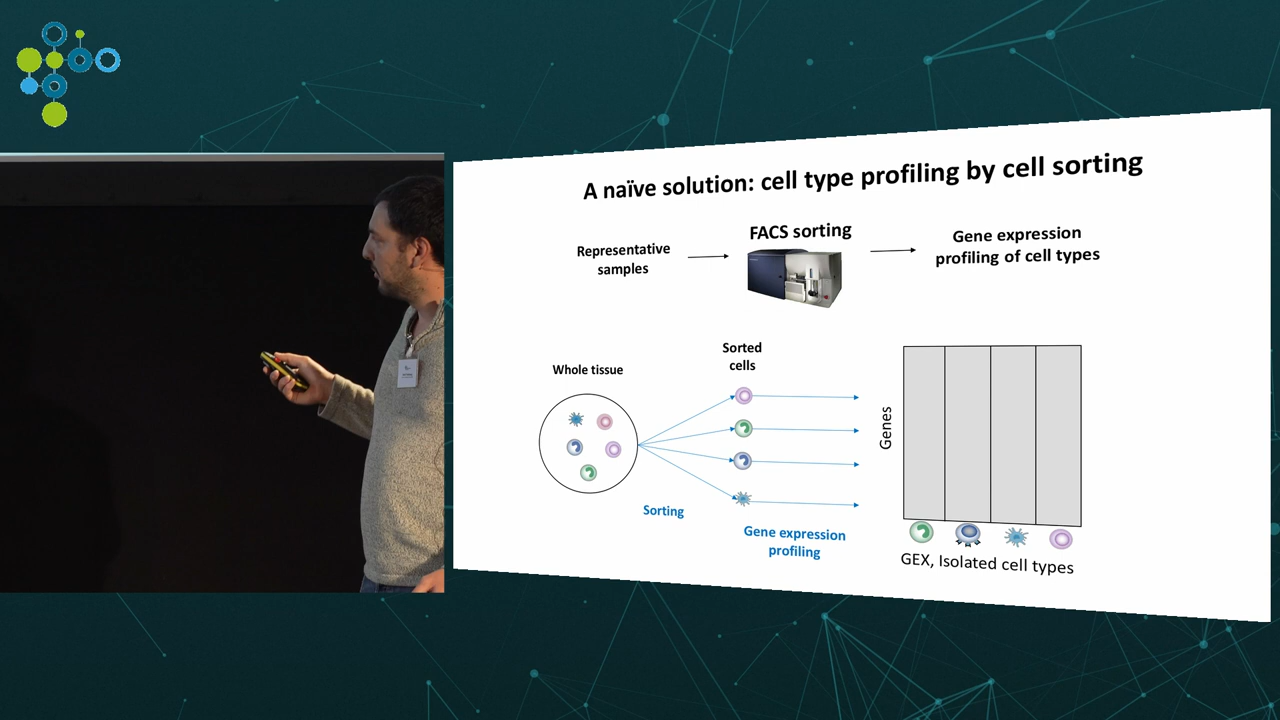 A naïve solution: cell type profiling by cell sorting
Representative
samples
FACS sorting
Gene expression
profiling of cell types
Whole tissue
Sorted
cells
Sorting
Gene expression
profiling
Genes
GEX, Isolated cell types